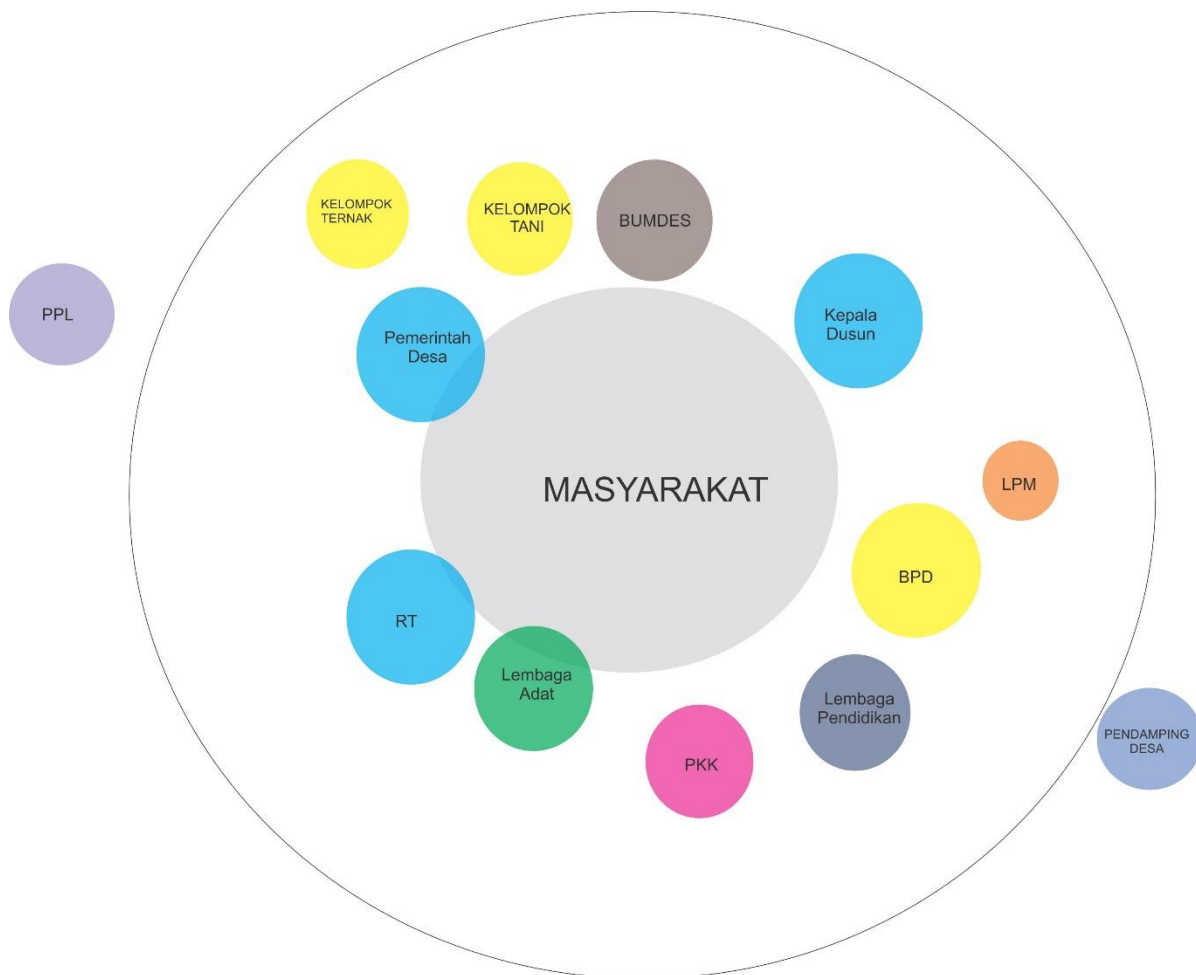 KELOMPOK
TERNAK
KELOMPOK
TANI
BUMDES
PPL
Pemerintah
Desa
Kepala
Dusun
MASYARAKAT
LPM
BPD
RT
Lembaga
Adat
Lembaga
Pendidikan
PKK
PENDAMPING
DESA